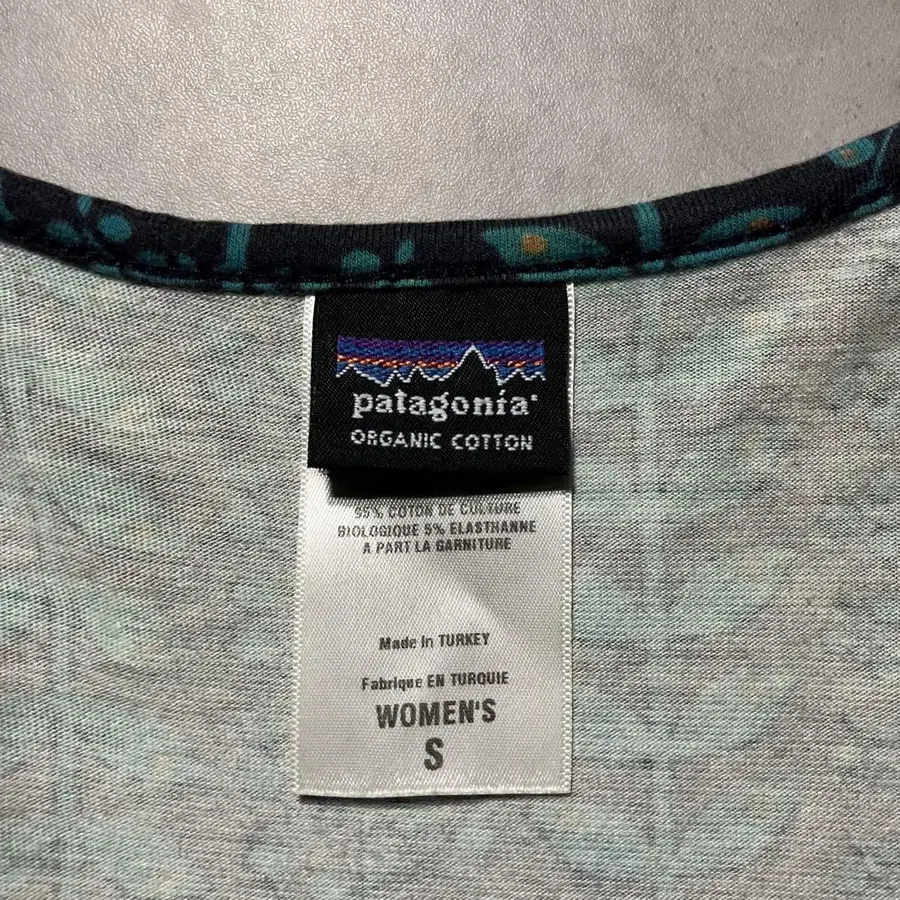 patagonia®
ORGANIC COTTON
95% COTON DE CULTURE
BIOLOGIQUE 5% ELASTHANNE
A PART LA GARNITURE
Made in TURKEY
Fabrique EN TURQUIE
WOMEN'S
S